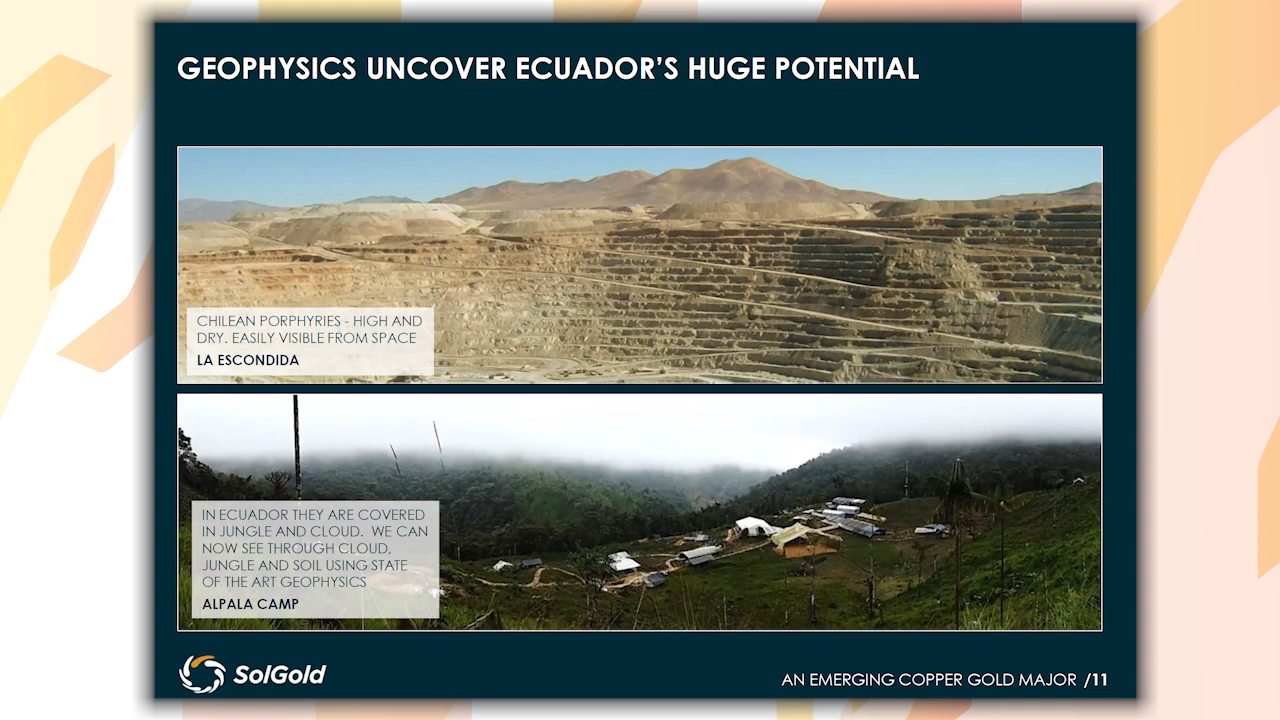 GEOPHYSICS UNCOVER ECUADOR'S HUGE POTENTIAL
CHILEAN PORPHYRIES - HIGH AND
DRY. EASILY VISIBLE FROM SPACE
LA ESCONDIDA
IN ECUADOR THEY ARE COVERED
IN JUNGLE AND CLOUD. WE CAN
NOW SEE THROUGH CLOUD,
JUNGLE AND SOIL USING STATE
OF THE ART GEOPHYSICS
ALPALA CAMP
SolGold
AN EMERGING COPPER GOLD MAJOR /11